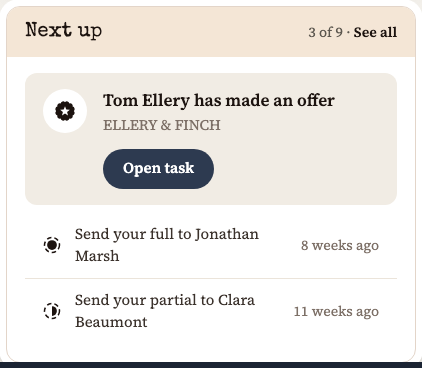 Next up
3 of 9 · See all
Tom Ellery has made an offer
ELLERY & FINCH
Open task
Send your full to Jonathan
Marsh
8 weeks ago
Send your partial to Clara
Beaumont
11 weeks ago